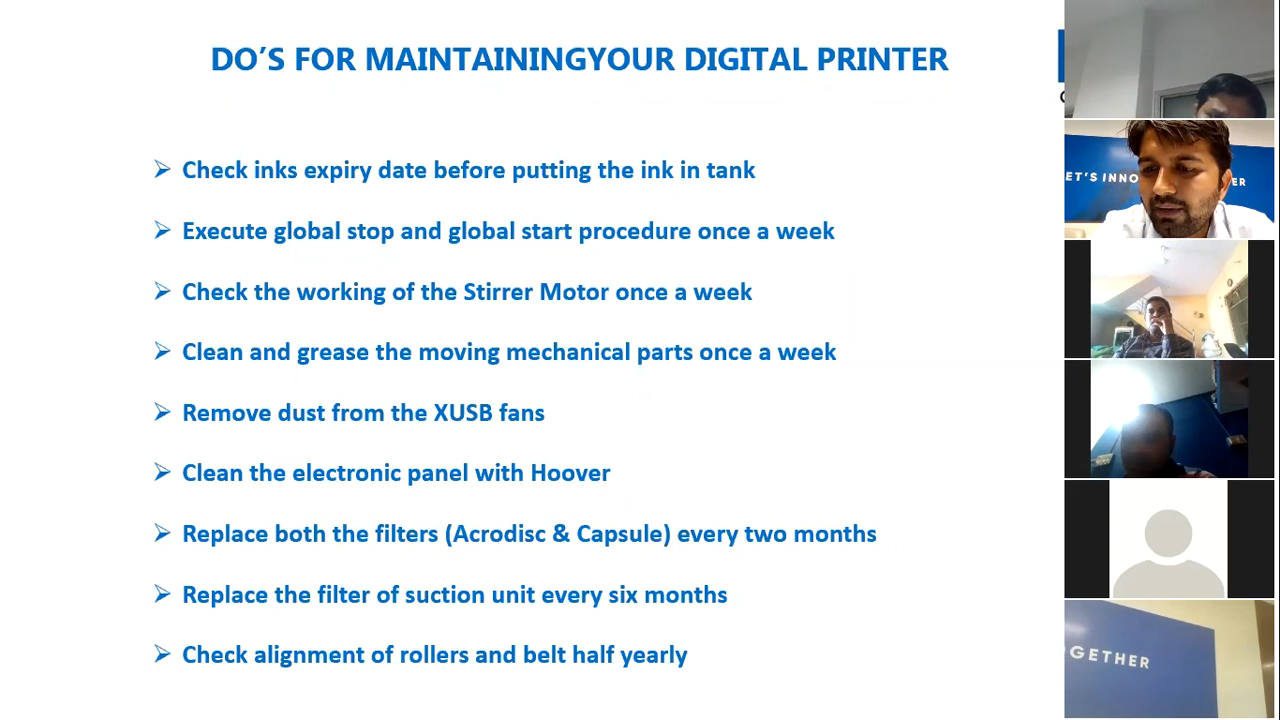 DO’S FOR MAINTAININGYOUR DIGITAL PRINTER
➢ Check inks expiry date before putting the ink in tank
➢ Execute global stop and global start procedure once a week
➢ Check the working of the Stirrer Motor once a week
➢ Clean and grease the moving mechanical parts once a week
➢ Remove dust from the XUSB fans
➢ Clean the electronic panel with Hoover
➢ Replace both the filters (Acrodisc & Capsule) every two months
➢ Replace the filter of suction unit every six months
➢ Check alignment of rollers and belt half yearly
ET'S INNO ER
OGETHER